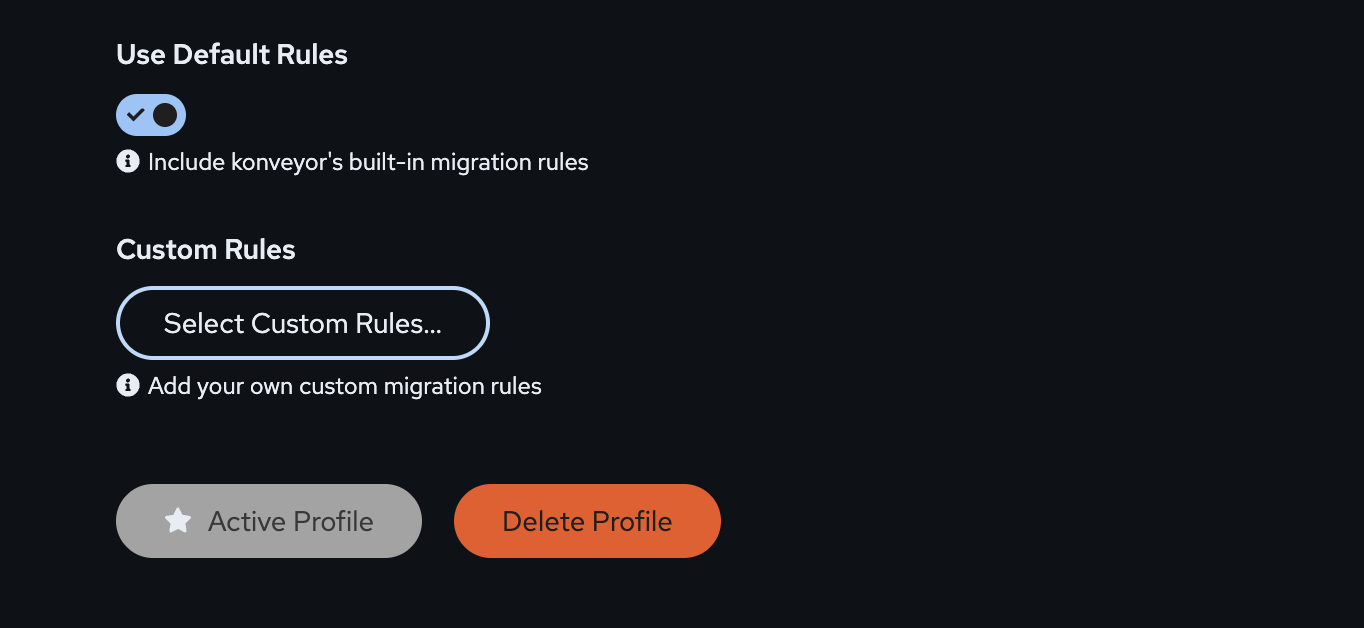 Use Default Rules
Include konveyor's built-in migration rules
Custom Rules
Select Custom Rules...
Add your own custom migration rules
Active Profile
Delete Profile